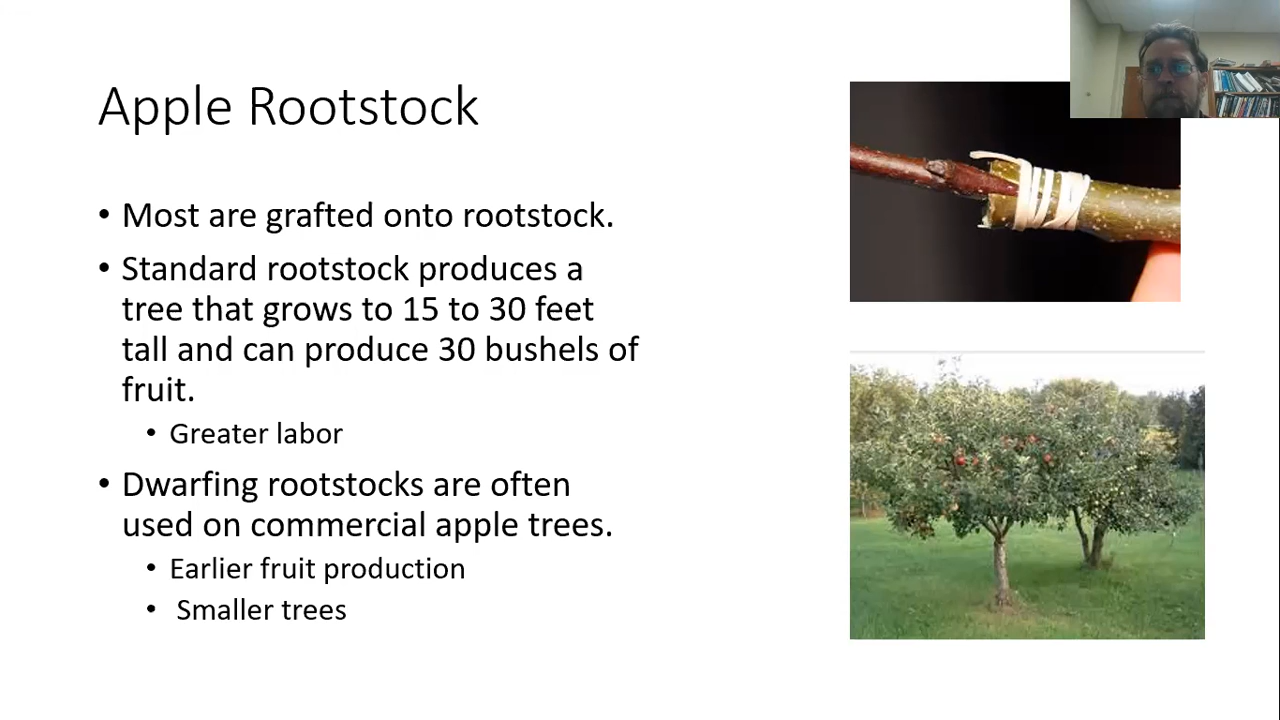 Apple Rootstock
• Most are grafted onto rootstock.
• Standard rootstock produces a
tree that grows to 15 to 30 feet
tall and can produce 30 bushels of
fruit.
• Greater labor
• Dwarfing rootstocks are often
used on commercial apple trees.
• Earlier fruit production
• Smaller trees